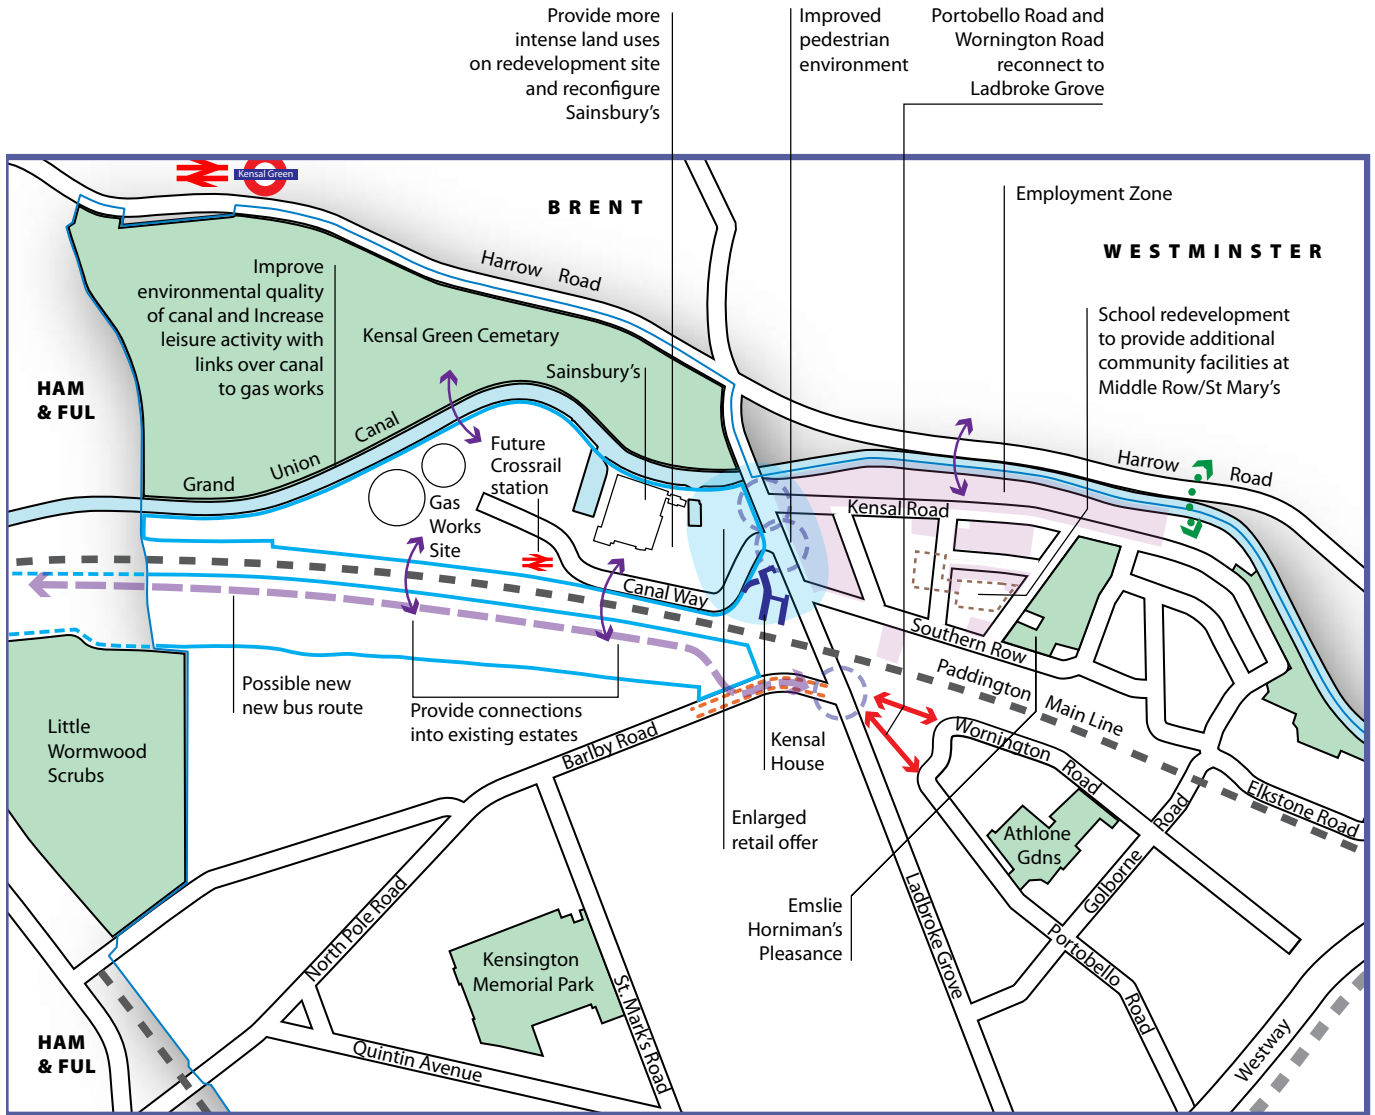 Provide more
intense land uses
on redevelopment site
and reconfigure
Sainsbury's
Improved
pedestrian
environment
Portobello Road and
Wornington Road
reconnect to
Ladbroke Grove
Kensal Green
BRENT
Employment Zone
WESTMINSTER
Harrow Road
Improve
environmental quality
of canal and Increase
leisure activity with
links over canal
to gas works
Kensal Green Cemetary
School redevelopment
to provide additional
community facilities at
Middle Row/St Mary's
Sainsbury's
HAM
& FUL
Grand Union Canal
Future
Crossrail
station
Harrow Road
Gas
Works
Site
Kensal Road
Canal Way
Southern Row
Possible new
new bus route
Provide connections
into existing estates
Paddington Main Line
Little
Wormwood
Scrubs
Barlby Road
Kensal
House
Wornington Road
Elkstone Road
Enlarged
retail offer
Athlone
Gdns
Golborne Road
Emslie
Horniman's
Pleasance
Ladbroke Grove
North Pole Road
Portobello Road
Kensington
Memorial Park
St. Mark's Road
HAM
& FUL
Quintin Avenue
Westway